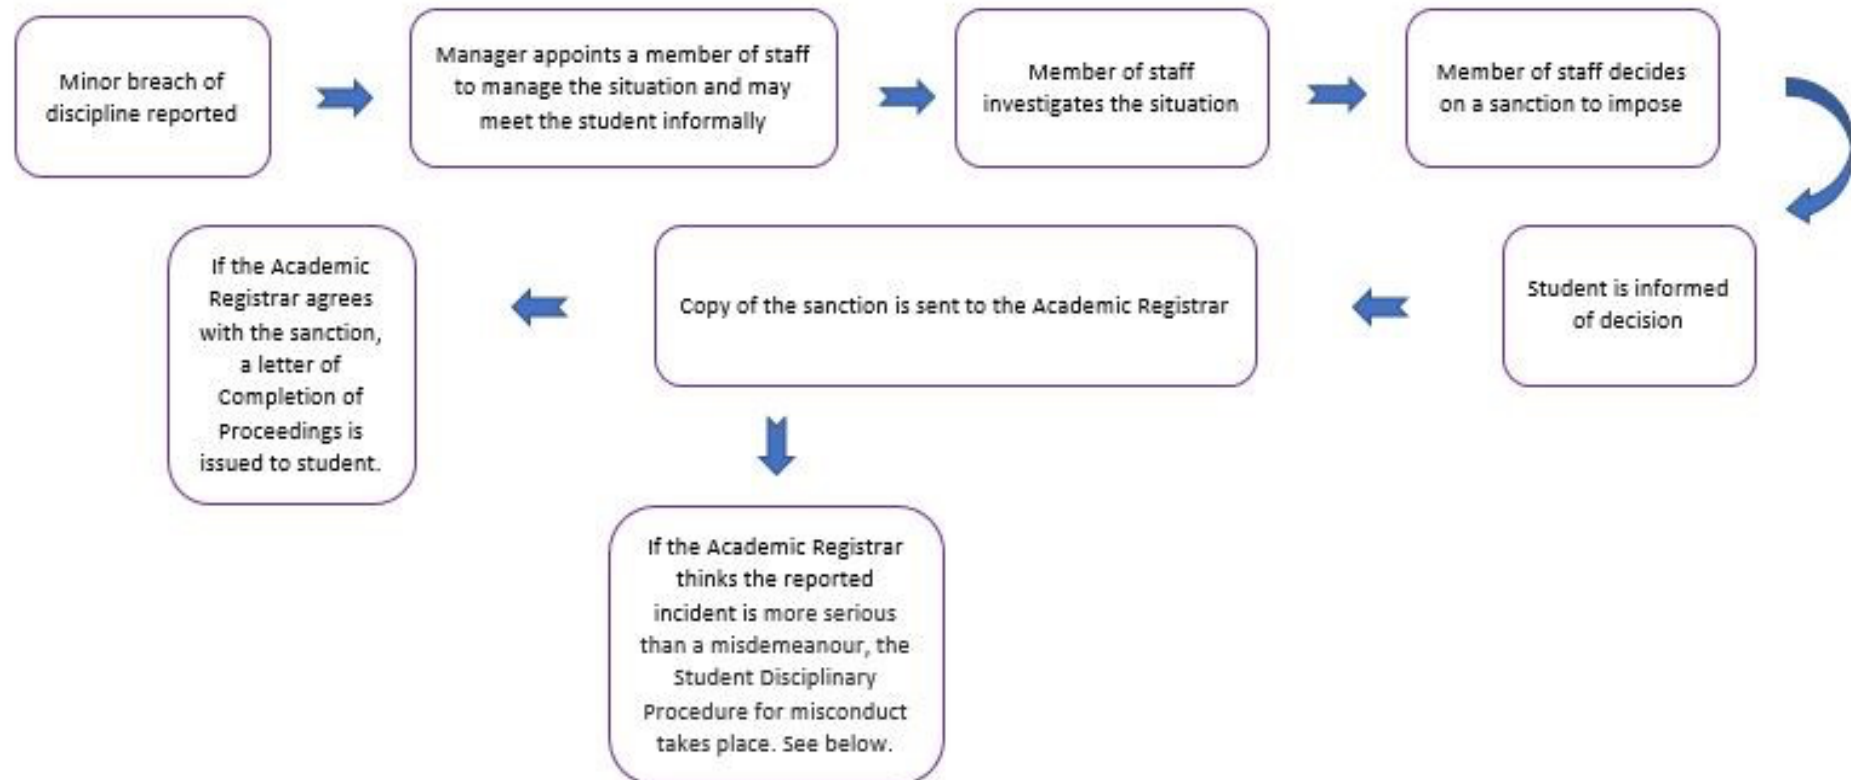 Minor breach of
discipline reported
Manager appoints a member of staff
to manage the situation and may
meet the student informally
Member of staff
investigates the situation
Member of staff decides
on a sanction to impose
Student is informed
of decision
Copy of the sanction is sent to the Academic Registrar
If the Academic
Registrar agrees
with the sanction,
a letter of
Completion of
Proceedings is
issued to student.
If the Academic Registrar
thinks the reported
incident is more serious
than a misdemeanour, the
Student Disciplinary
Procedure for misconduct
takes place. See below.